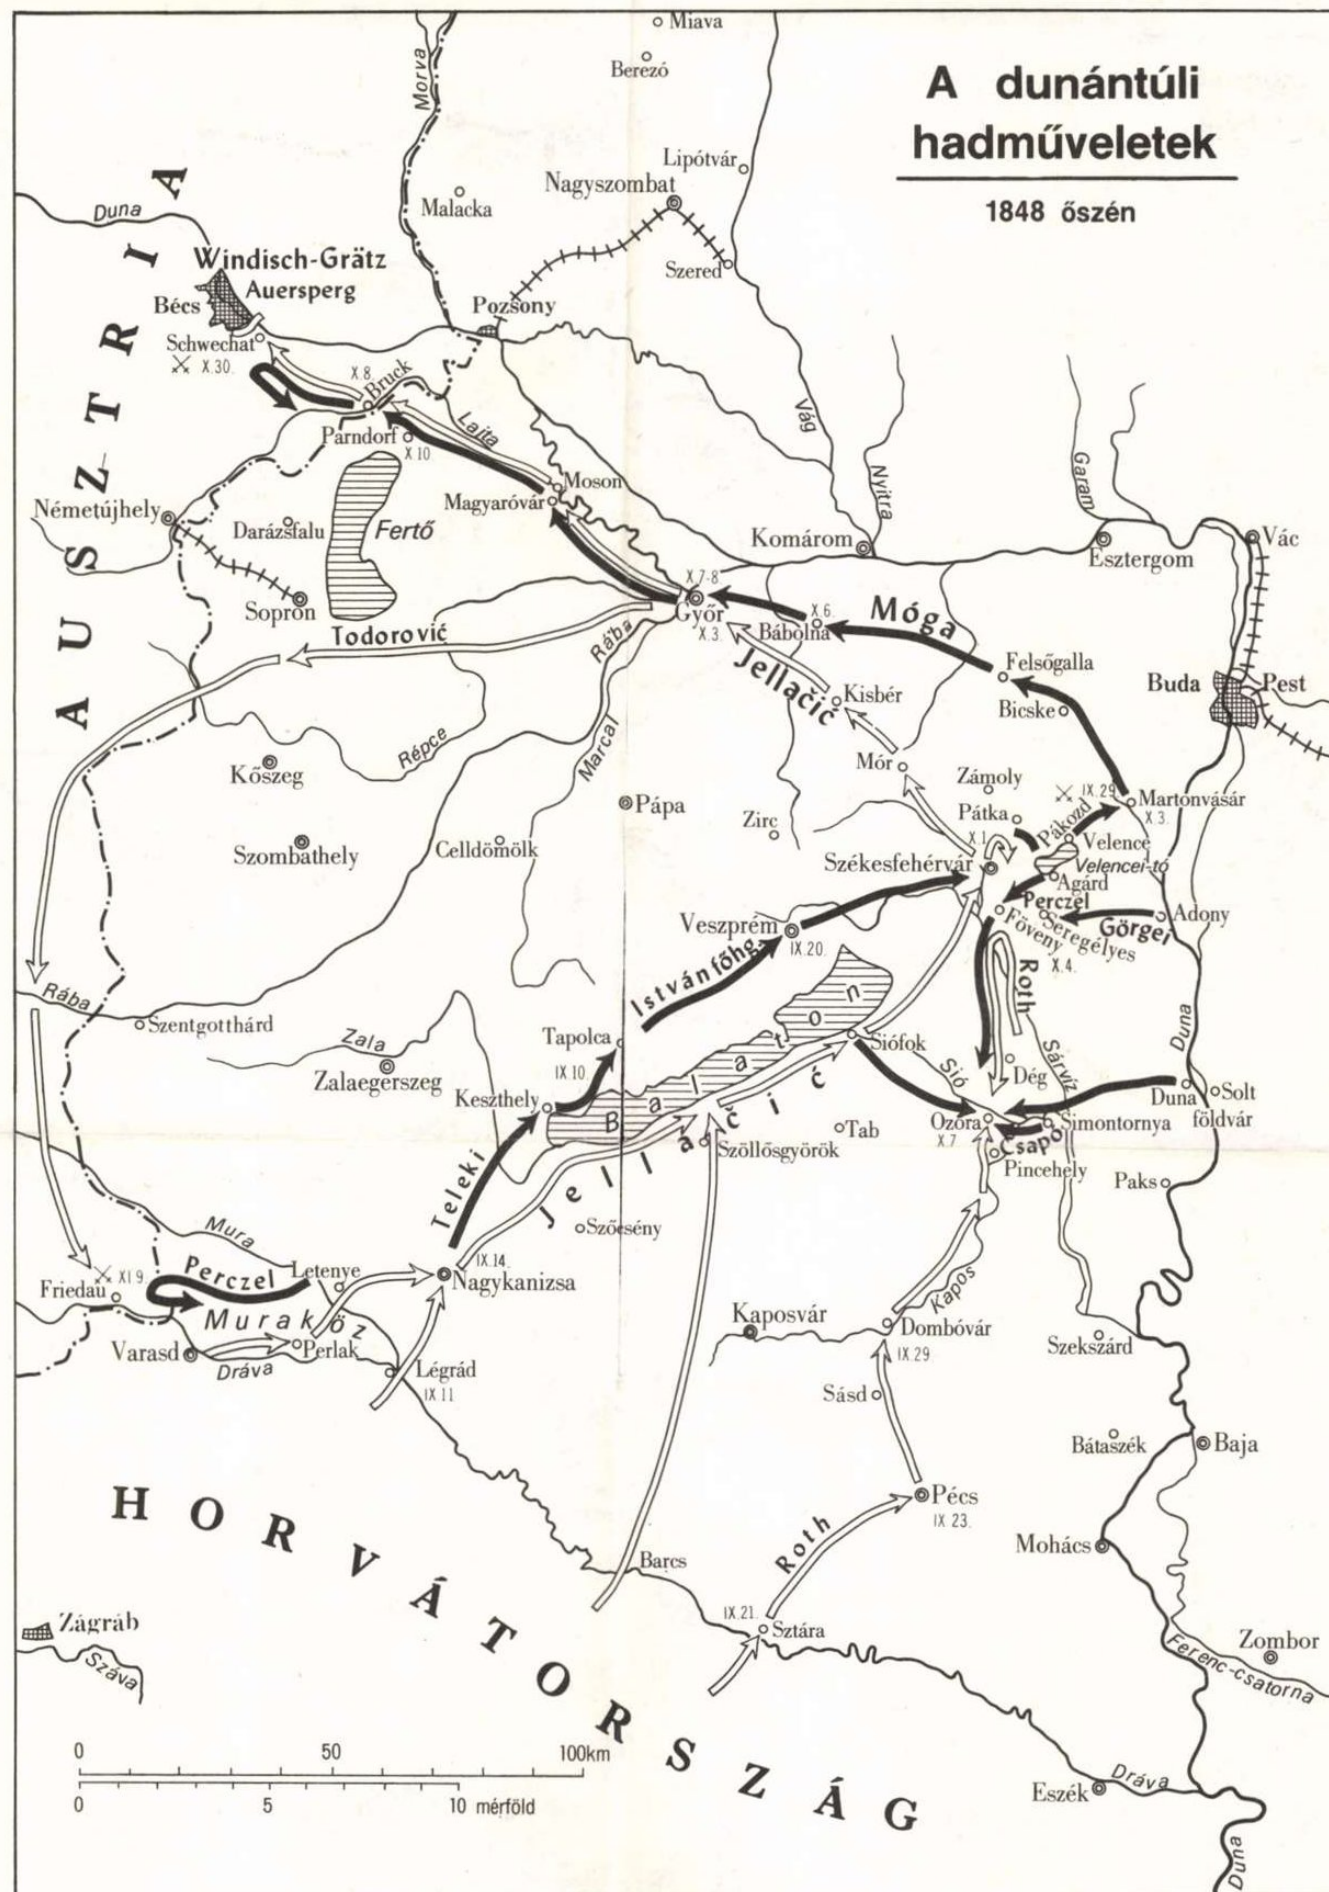 A dunántúli
hadműveletek
1848 őszén
Miava
Berezó
Morva
Lipótvár
Nagyszombat
Malacka
Szered
Duna
AUSZTRIA
Windisch-Grätz
Auersperg
Bécs
Pozsony
Schwechat
X.30.
X.8.
Bruck
Lajta
Parndorf
X 10
Vág
Nyitra
Garam
Moson
Magyaróvár
Németújhely
Darázsfalu
Fertő
Sopron
Komárom
Esztergom
Vác
X.7-8
Győr
X.3.
X.6.
Bábolna
Móga
Todorović
Rába
Jellačić
Felsőgalla
Kisbér
Bicske
Buda
Pest
Répce
Marcal
Kőszeg
Mór
Zámoly
IX.29.
Martonvásár
X.3.
Pápa
Zirc
Pátka
Pákozd
Velence
X.1.
Szombathely
Celldömölk
Székesfehérvár
Velencei-tó
Agárd
Perczel
Adony
Veszprém
IX.20.
Föveny
Seregélyes
Görgei
X.4.
István főhg.
Roth
Rába
Szentgotthárd
Zala
Zalaegerszeg
Tapolca
IX.10.
Keszthely
Balaton
Siófok
Sió
Dég
Sárvíz
Duna
Duna
földvár
Solt
Ozora
X.7
Simontornya
Csapó
Pincehely
Tab
Szöllősgyörök
Jellačić
Teleki
Paks
Szőcsény
Mura
IX.14.
Nagykanizsa
Letenye
Perczel
XI 9.
Friedau
Muraköz
Varasd
Perlak
Dráva
Légrád
IX 11
Kaposvár
Kapos
Dombóvár
IX.29.
Szekszárd
Sásd
Bátaszék
Baja
Pécs
IX 23.
Roth
Mohács
HORVÁTORSZÁG
Barcs
IX.21.
Sztára
Zágráb
Száva
Zombor
Ferenc-csatorna
0 50 100km
0 5 10 mérföld
Eszék
Dráva
Duna